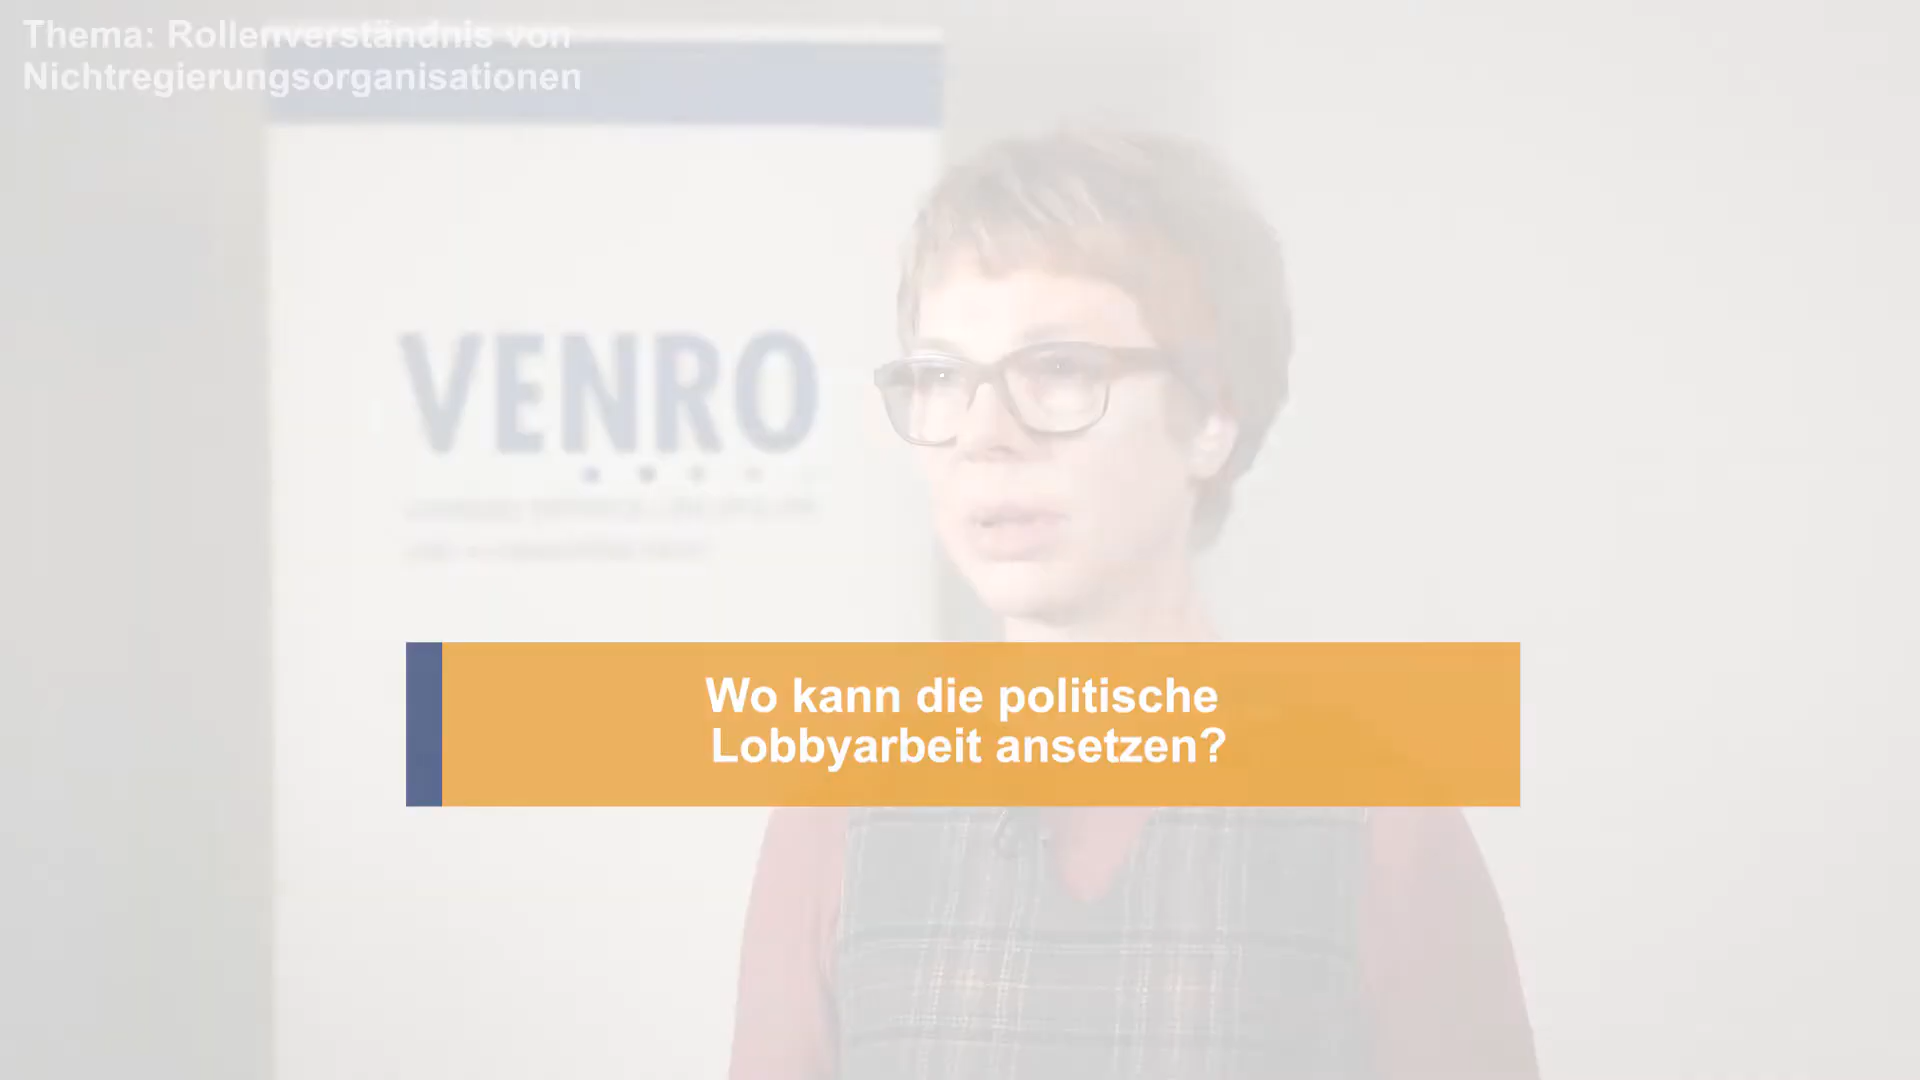 Thema: Rollenverständnis von
Nichtregierungsorganisationen
VENRO
Wo kann die politische
Lobbyarbeit ansetzen?